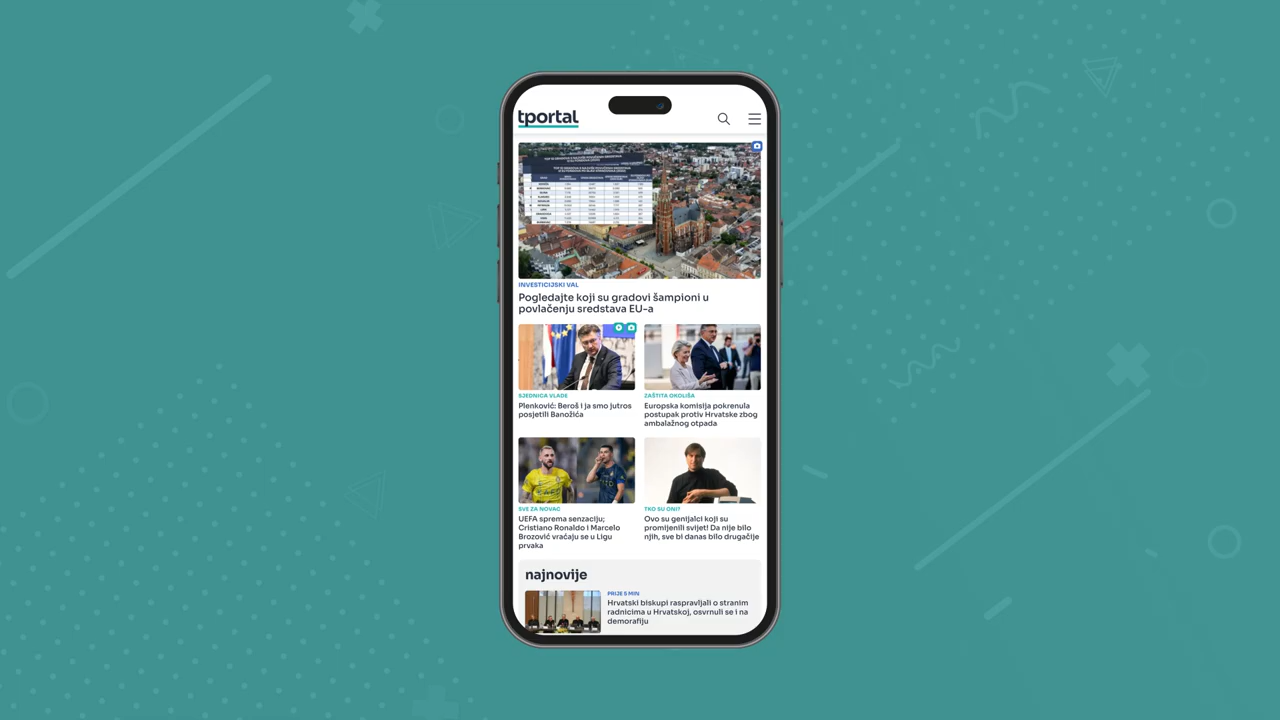 tportal
INVESTICIJSKI VAL
Pogledajte koji su gradovi šampioni u
povlačenju sredstava EU-a
SJEDNICA VLADE
Plenković: Beroš i ja smo jutros
posjetili Banožića
ZAŠTITA OKOLIŠA
Europska komisija pokrenula
postupak protiv Hrvatske zbog
ambalažnog otpada
SVE ZA NOVAC
UEFA sprema senzaciju;
Cristiano Ronaldo i Marcelo
Brozović vraćaju se u Ligu
prvaka
TKO SU ONI?
Ovo su genijalci koji su
promijenili svijet! Da nije bilo
njih, sve bi danas bilo drugačije
najnovije
PRIJE 5 MIN
Hrvatski biskupi raspravljali o stranim
radnicima u Hrvatskoj, osvrnuli se i na
demorafiju